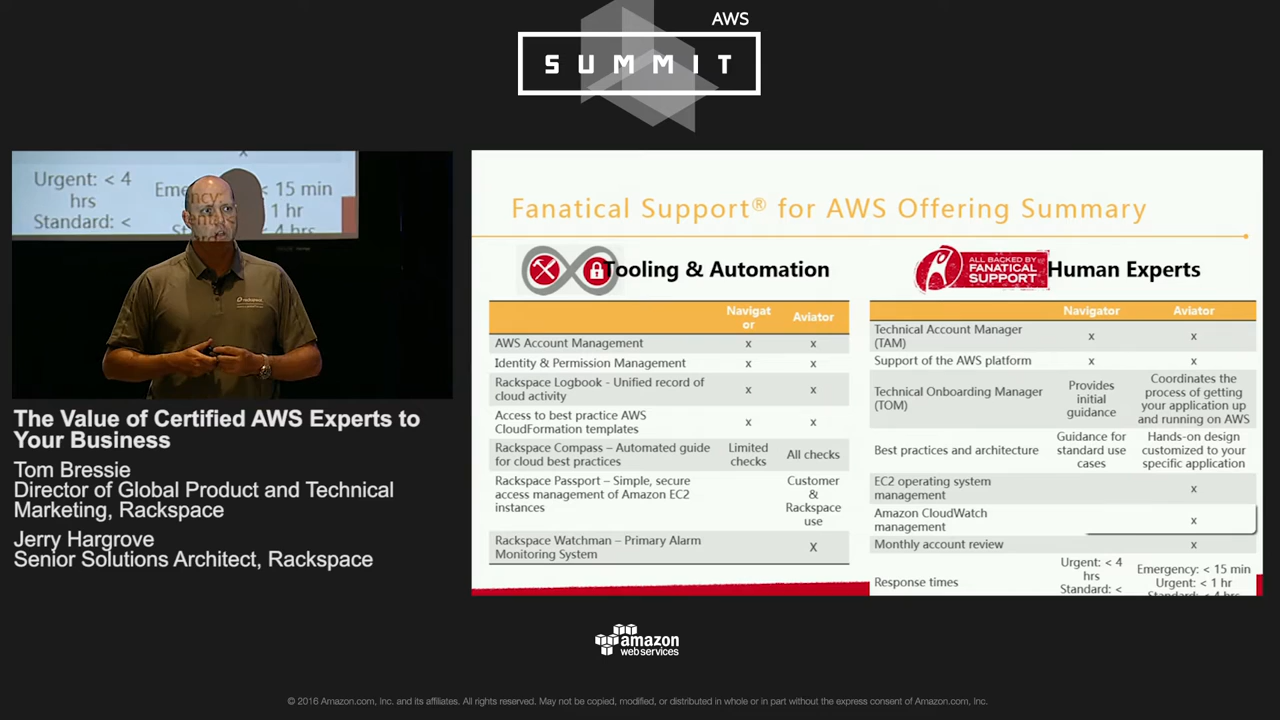 AWS
SUMMIT
Urgent: < 4
hrs
Standard: <
x
< 15 min
1 hr
< 4 hrs
rackspace
The Value of Certified AWS Experts to
Your Business
Tom Bressie
Director of Global Product and Technical
Marketing, Rackspace
Jerry Hargrove
Senior Solutions Architect, Rackspace
Fanatical Support® for AWS Offering Summary
Tooling & Automation
Navigat
or
Aviator
AWS Account Management x x
Identity & Permission Management x x
Rackspace Logbook - Unified record of
cloud activity
x x
Access to best practice AWS
CloudFormation templates
x x
Rackspace Compass – Automated guide
for cloud best practices
Limited
checks
All checks
Rackspace Passport – Simple, secure
access management of Amazon EC2
instances
Customer
&
Rackspace
use
Rackspace Watchman – Primary Alarm
Monitoring System
X
ALL BACKED BY
FANATICAL
SUPPORT
Human Experts
Navigator Aviator
Technical Account Manager
(TAM)
x x
Support of the AWS platform x x
Technical Onboarding Manager
(TOM)
Provides
initial
guidance
Coordinates the
process of getting
your application up
and running on AWS
Best practices and architecture
Guidance for
standard use
cases
Hands-on design
customized to your
specific application
EC2 operating system
management
x
Amazon CloudWatch
management
x
Monthly account review x
Response times
Urgent: < 4
hrs
Standard: <
Emergency: < 15 min
Urgent: < 1 hr
Standard: < 4 hrs
amazon
web services
© 2016 Amazon.com, Inc. and its affiliates. All rights reserved. May not be copied, modified, or distributed in whole or in part without the express consent of Amazon.com, Inc.